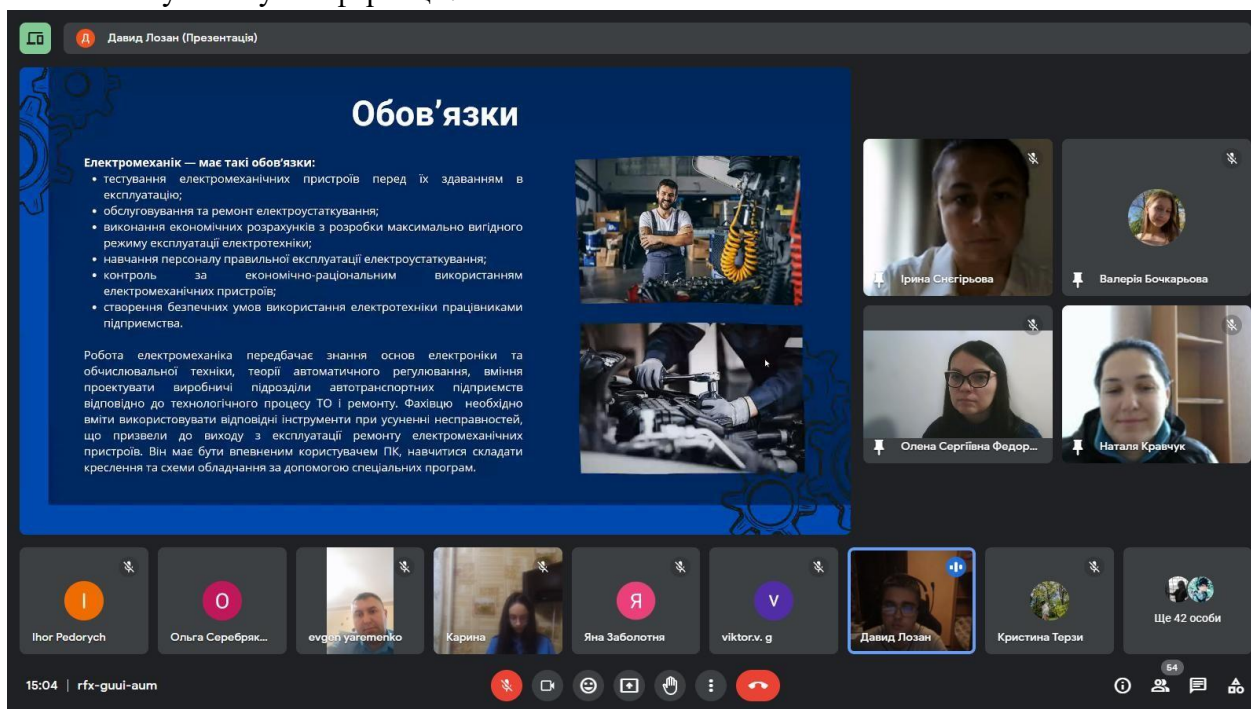 Давид Лозан (Презентація)
Обов'язки
Електромеханік — має такі обов'язки:
• тестування електромеханічних пристроїв перед їх здаванням в
експлуатацію;
• обслуговування та ремонт електроустаткування;
• виконання економічних розрахунків з розробки максимально вигідного
режиму експлуатації електротехніки;
• навчання персоналу правильної експлуатації електроустаткування;
• контроль за економічно-раціональним використанням
електромеханічних пристроїв;
• створення безпечних умов використання електротехніки працівниками
підприємства.
Робота електромеханіка передбачає знання основ електроніки та
обчислювальної техніки, теорії автоматичного регулювання, вміння
проектувати виробничі підрозділи автотранспортних підприємств
відповідно до технологічного процесу ТО і ремонту. Фахівцю необхідно
вміти використовувати відповідні інструменти при усуненні несправностей,
що призвели до виходу з експлуатації ремонту електромеханічних
пристроїв. Він має бути впевненим користувачем ПК, навчитися складати
креслення та схеми обладнання за допомогою спеціальних програм.
Ірина Снєгірьова
Валерія Бочкарьова
Олена Сергіївна Федор...
Наталя Кравчук
Ihor Pedorych
Ольга Серебряк...
evgen yaremenko
Карина
Яна Заболотня
viktor.v. g
Давид Лозан
Кристина Терзи
Ще 42 особи
15:04 | rfx-guui-aum
54